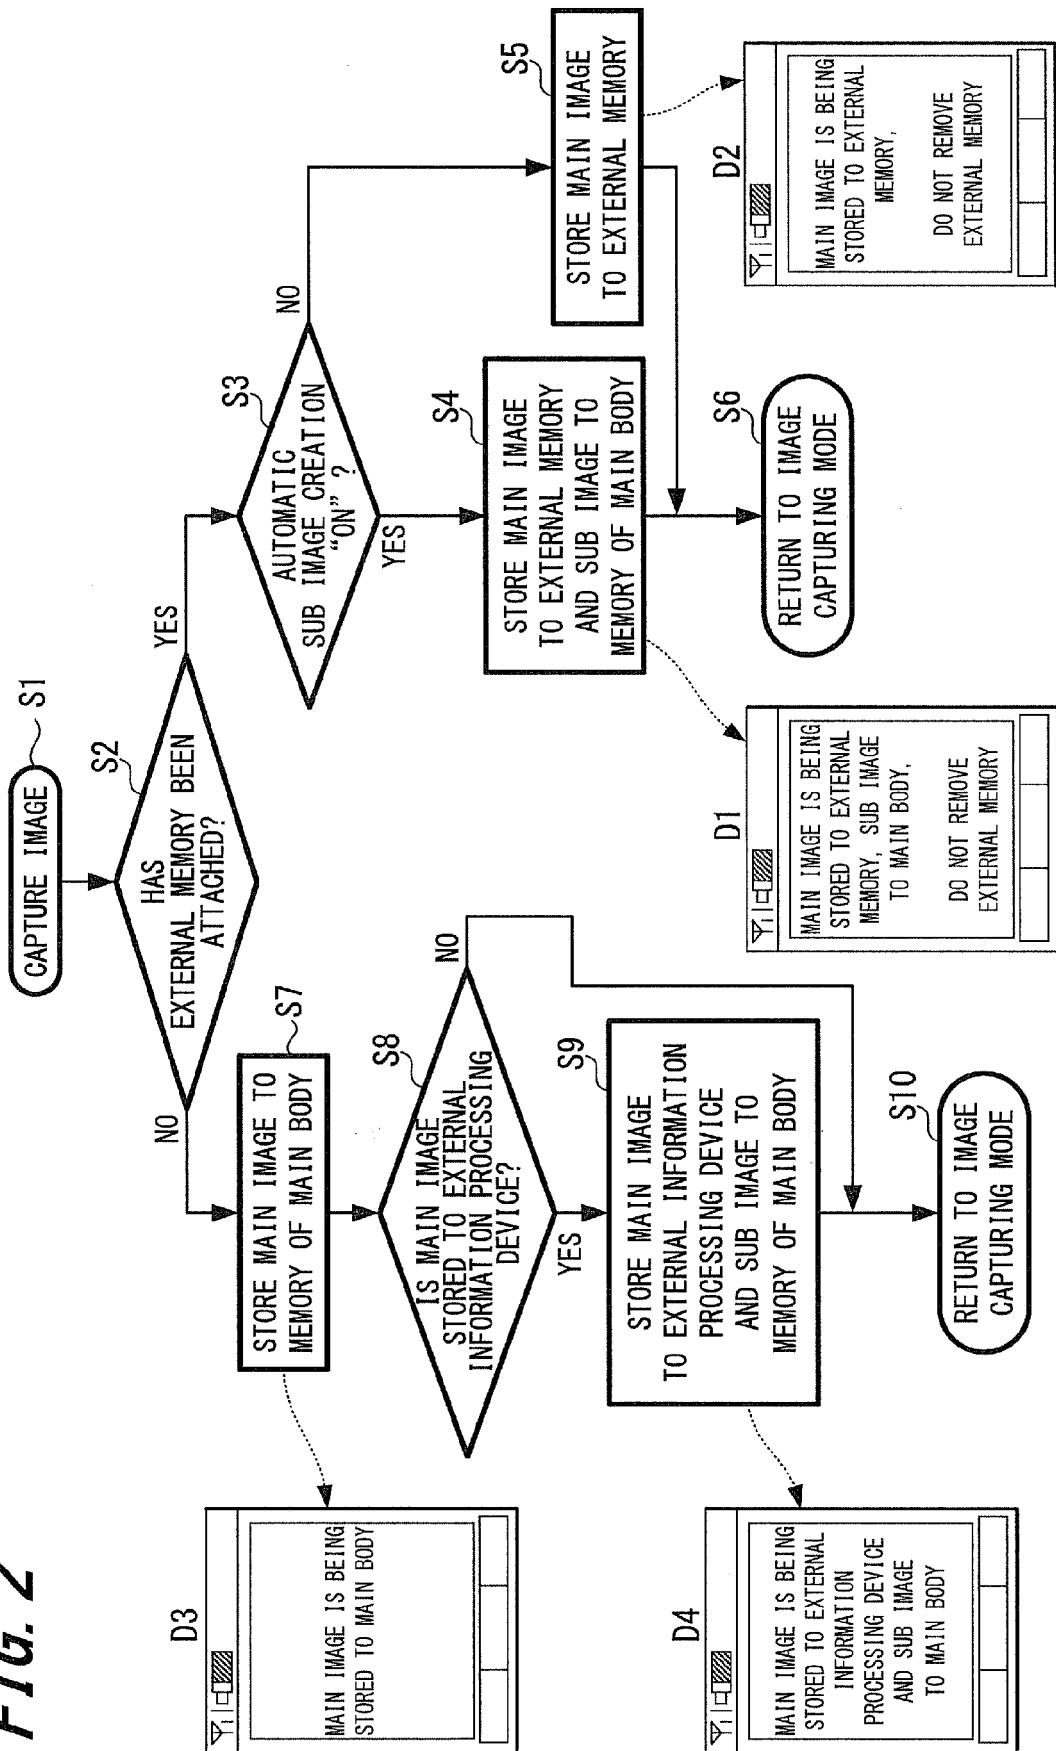 FIG. 2
CAPTURE IMAGE
S1
S2
HAS
EXTERNAL MEMORY BEEN
ATTACHED?
NO
YES
S3
AUTOMATIC
SUB IMAGE CREATION
"ON" ?
NO
YES
S4
STORE MAIN IMAGE
TO EXTERNAL MEMORY
AND SUB IMAGE TO
MEMORY OF MAIN BODY
S5
STORE MAIN IMAGE
TO EXTERNAL MEMORY
S6
RETURN TO IMAGE
CAPTURING MODE
S7
STORE MAIN IMAGE TO
MEMORY OF MAIN BODY
S8
IS MAIN IMAGE
STORED TO EXTERNAL
INFORMATION PROCESSING
DEVICE?
NO
YES
S9
STORE MAIN IMAGE
TO EXTERNAL INFORMATION
PROCESSING DEVICE
AND SUB IMAGE TO
MEMORY OF MAIN BODY
S10
RETURN TO IMAGE
CAPTURING MODE
D3
MAIN IMAGE IS BEING
STORED TO MAIN BODY
D4
MAIN IMAGE IS BEING
STORED TO EXTERNAL
INFORMATION
PROCESSING DEVICE
AND SUB IMAGE
TO MAIN BODY
D1
MAIN IMAGE IS BEING
STORED TO EXTERNAL
MEMORY, SUB IMAGE
TO MAIN BODY,
DO NOT REMOVE
EXTERNAL MEMORY
D2
MAIN IMAGE IS BEING
STORED TO EXTERNAL
MEMORY,
DO NOT REMOVE
EXTERNAL MEMORY